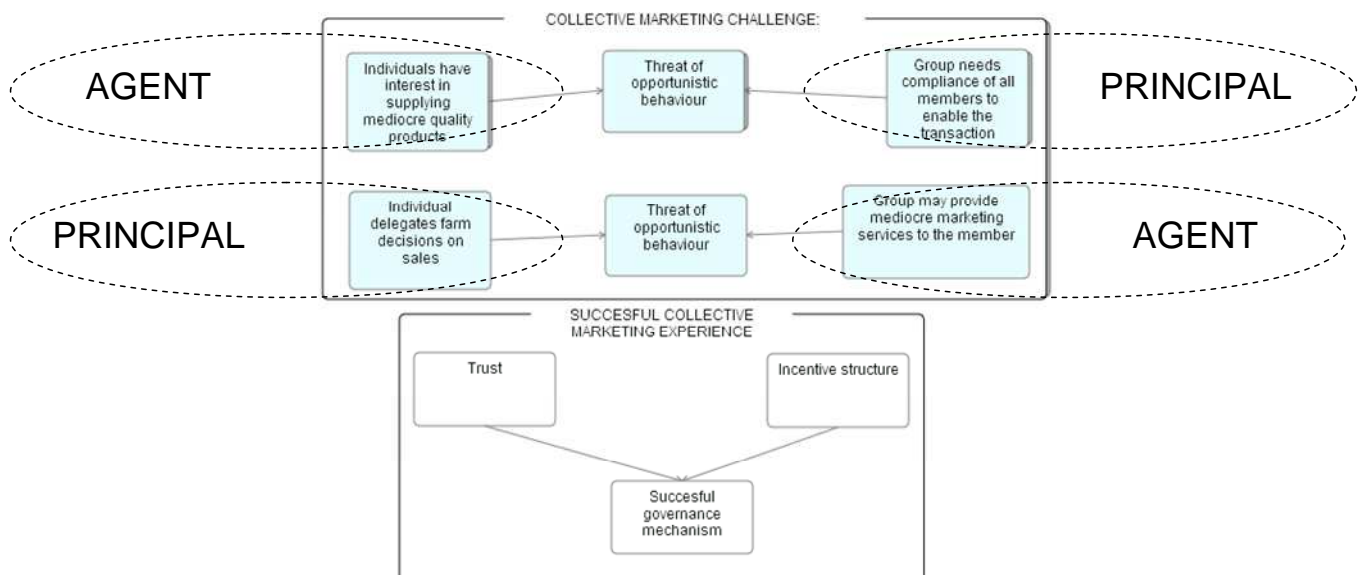 COLLECTIVE MARKETING CHALLENGE:
AGENT
Individuals have
interest in
supplying
mediocre quality
products
Threat of
opportunistic
behaviour
Group needs
compliance of all
members to
enable the
transaction
PRINCIPAL
PRINCIPAL
Individual
delegates farm
decisions on
sales
Threat of
opportunistic
behaviour
Group may provide
mediocre marketing
services to the member
AGENT
SUCCESFUL COLLECTIVE
MARKETING EXPERIENCE
Trust
Incentive structure
Succesful
governance
mechanism